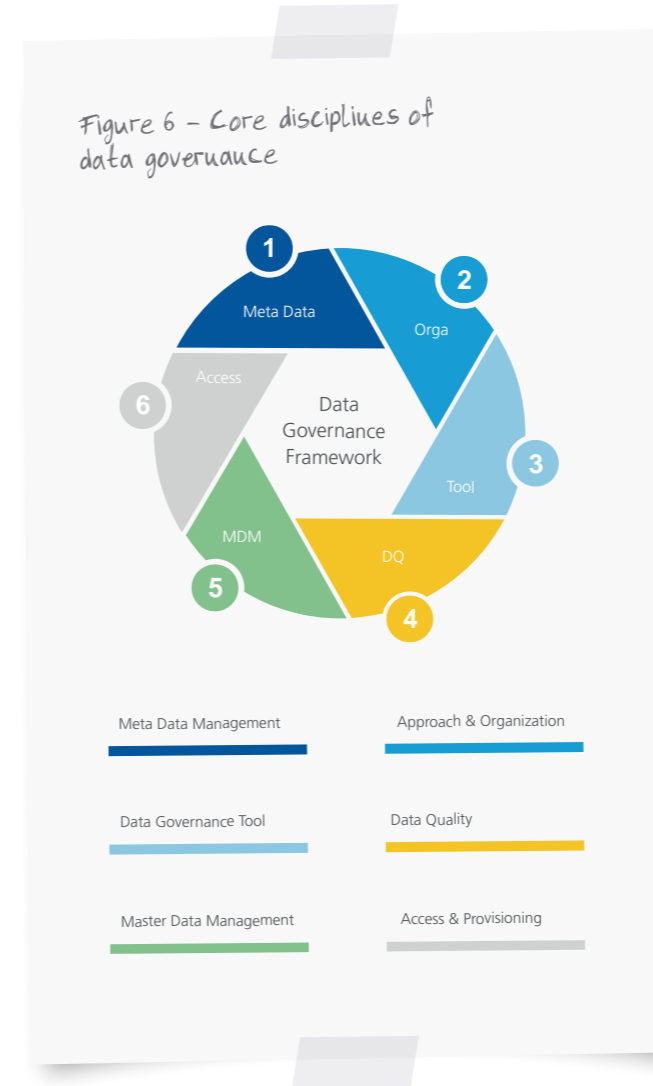 Figure 6 – Core disciplines of
data governance
1
Meta Data
2
Orga
Access
6
Data
Governance
Framework
3
Tool
MDM
DQ
5
4
Meta Data Management
Approach & Organization
Data Governance Tool
Data Quality
Master Data Management
Access & Provisioning